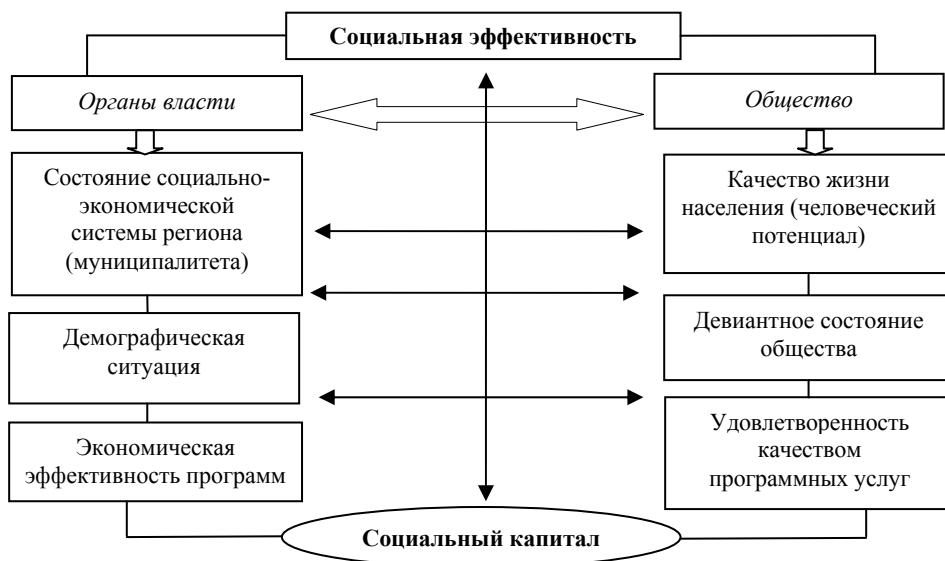 Социальная эффективность
Органы власти
Общество
Состояние социально-
экономической
системы региона
(муниципалитета)
Качество жизни
населения (человеческий
потенциал)
Демографическая
ситуация
Девиантное состояние
общества
Экономическая
эффективность программ
Удовлетворенность
качеством
программных услуг
Социальный капитал